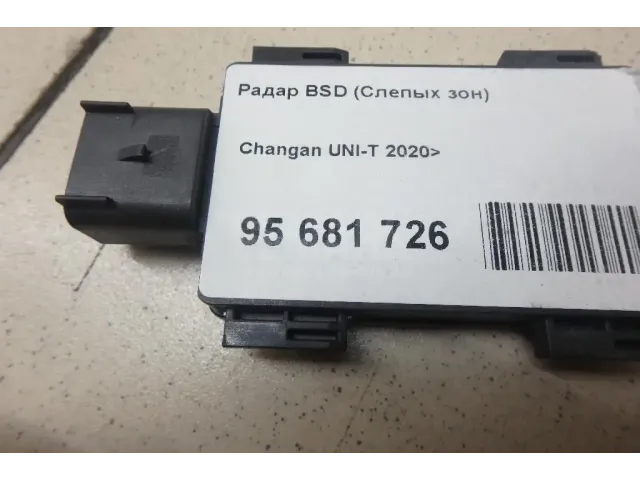 Радар BSD (Слепых зон)
Changan UNI-T 2020>
95 681 726